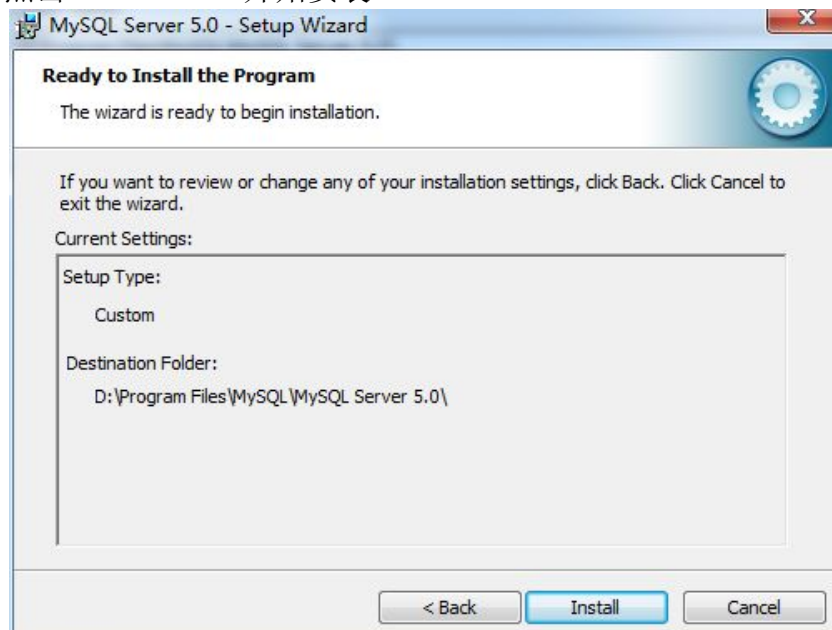 MySQL Server 5.0 - Setup Wizard
Ready to Install the Program
The wizard is ready to begin installation.
If you want to review or change any of your installation settings, click Back. Click Cancel to
exit the wizard.
Current Settings:
Setup Type:
Custom
Destination Folder:
D:\Program Files\MySQL\MySQL Server 5.0\
< Back
Install
Cancel